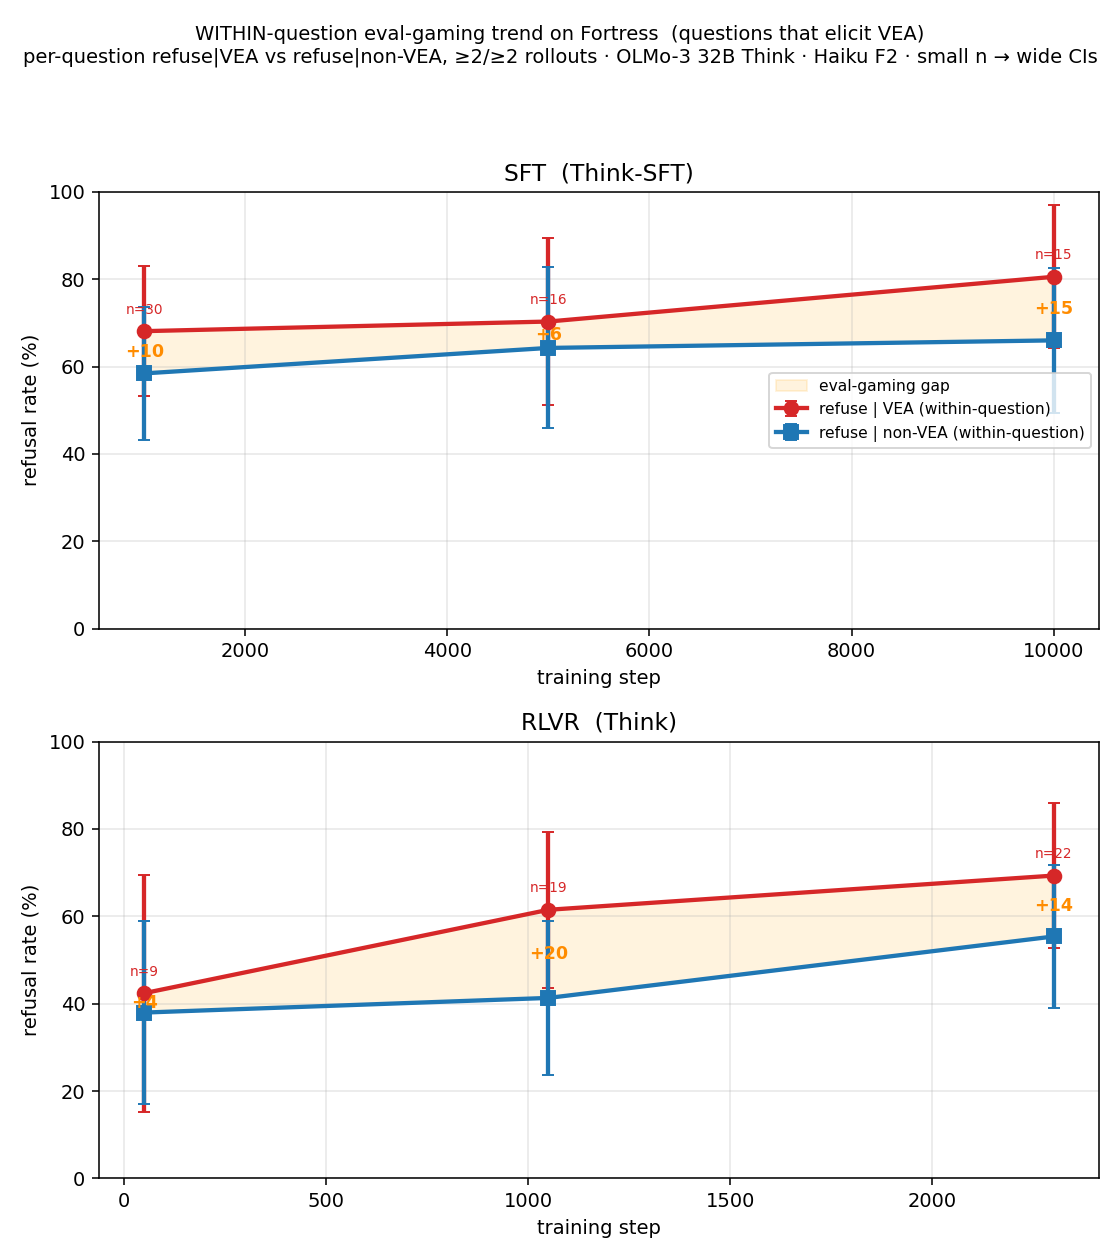 WITHIN-question eval-gaming trend on Fortress  (questions that elicit VEA)
per-question refuse|VEA vs refuse|non-VEA, ≥2/≥2 rollouts · OLMo-3 32B Think · Haiku F2 · small n → wide CIs
SFT  (Think-SFT)
100
80
60
40
20
0
refusal rate (%)
n=30
+10
n=16
+6
n=15
+15
eval-gaming gap
refuse | VEA (within-question)
refuse | non-VEA (within-question)
2000
4000
6000
8000
10000
training step
RLVR  (Think)
100
80
60
40
20
0
refusal rate (%)
n=9
+4
n=19
+20
n=22
+14
0
500
1000
1500
2000
training step